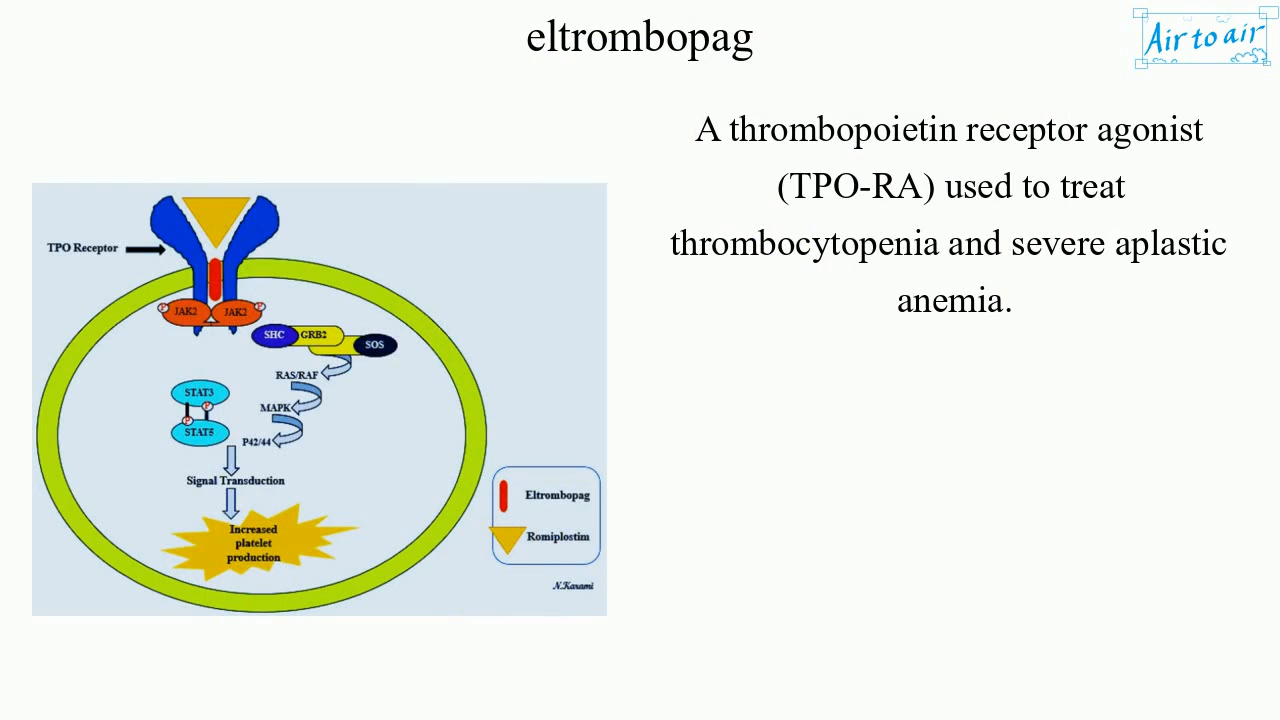 eltrombopag
Air to air
A thrombopoietin receptor agonist
(TPO-RA) used to treat
thrombocytopenia and severe aplastic
anemia.
TPO Receptor
P
JAK2
JAK2
P
SHC
GRB2
SOS
RAS/RAF
STAT3
P
MAPK
P
STAT5
P42/44
Signal Transduction
Increased
platelet
production
Eltrombopag
Romiplostim
N.Karami